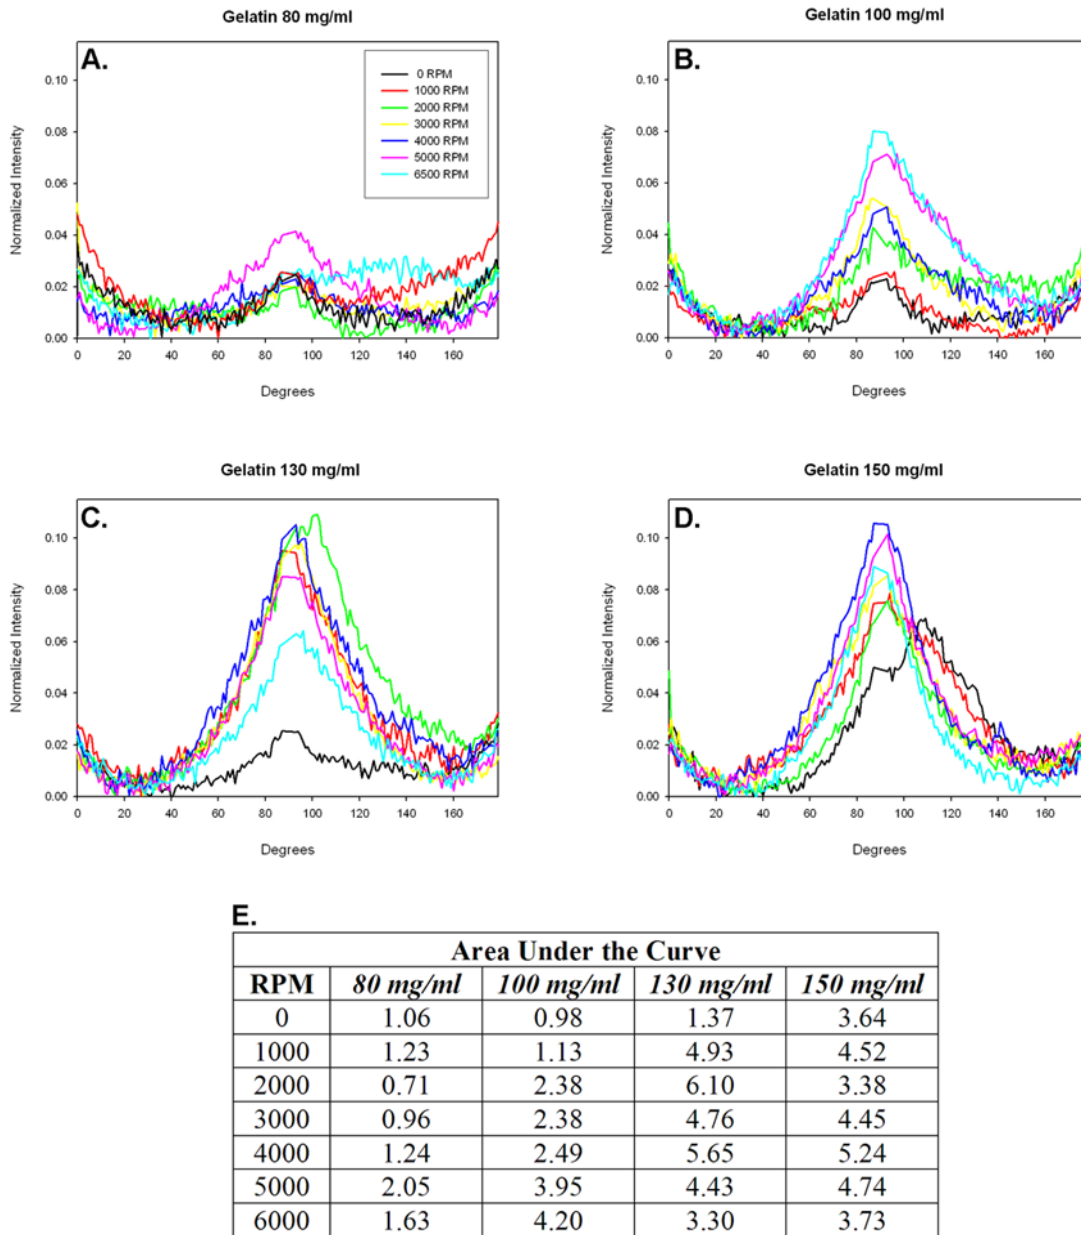 Gelatin 80 mg/ml
A.
0 RPM
1000 RPM
2000 RPM
3000 RPM
4000 RPM
5000 RPM
6500 RPM
0.10
0.08
0.06
0.04
0.02
0.00
Normalized Intensity
0 20 40 60 80 100 120 140 160
Degrees
Gelatin 100 mg/ml
B.
0.10
0.08
0.06
0.04
0.02
0.00
Normalized Intensity
0 20 40 60 80 100 120 140 160
Degrees
Gelatin 130 mg/ml
C.
0.10
0.08
0.06
0.04
0.02
0.00
Normalized Intensity
0 20 40 60 80 100 120 140 160
Degrees
Gelatin 150 mg/ml
D.
0.10
0.08
0.06
0.04
0.02
0.00
Normalized Intensity
0 20 40 60 80 100 120 140 160
Degrees
E.
Area Under the Curve
RPM 80 mg/ml 100 mg/ml 130 mg/ml 150 mg/ml
0 1.06 0.98 1.37 3.64
1000 1.23 1.13 4.93 4.52
2000 0.71 2.38 6.10 3.38
3000 0.96 2.38 4.76 4.45
4000 1.24 2.49 5.65 5.24
5000 2.05 3.95 4.43 4.74
6000 1.63 4.20 3.30 3.73